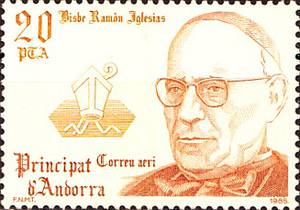 Bisbe Ramón Iglesias
20
PTA
Correu aeri
Principat
d'Andorra
F.N.M.T.
1985